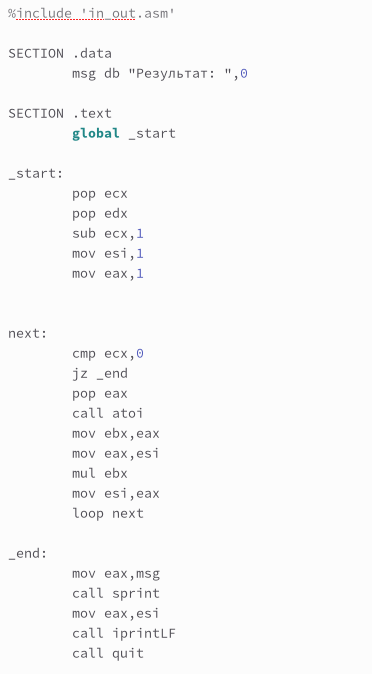 %include 'in_out.asm'
SECTION .data
msg db "Результат: ",0
SECTION .text
global _start
_start:
pop ecx
pop edx
sub ecx,1
mov esi,1
mov eax,1
next:
cmp ecx,0
jz _end
pop eax
call atoi
mov ebx,eax
mov eax,esi
mul ebx
mov esi,eax
loop next
_end:
mov eax,msg
call sprint
mov eax,esi
call iprintLF
call quit